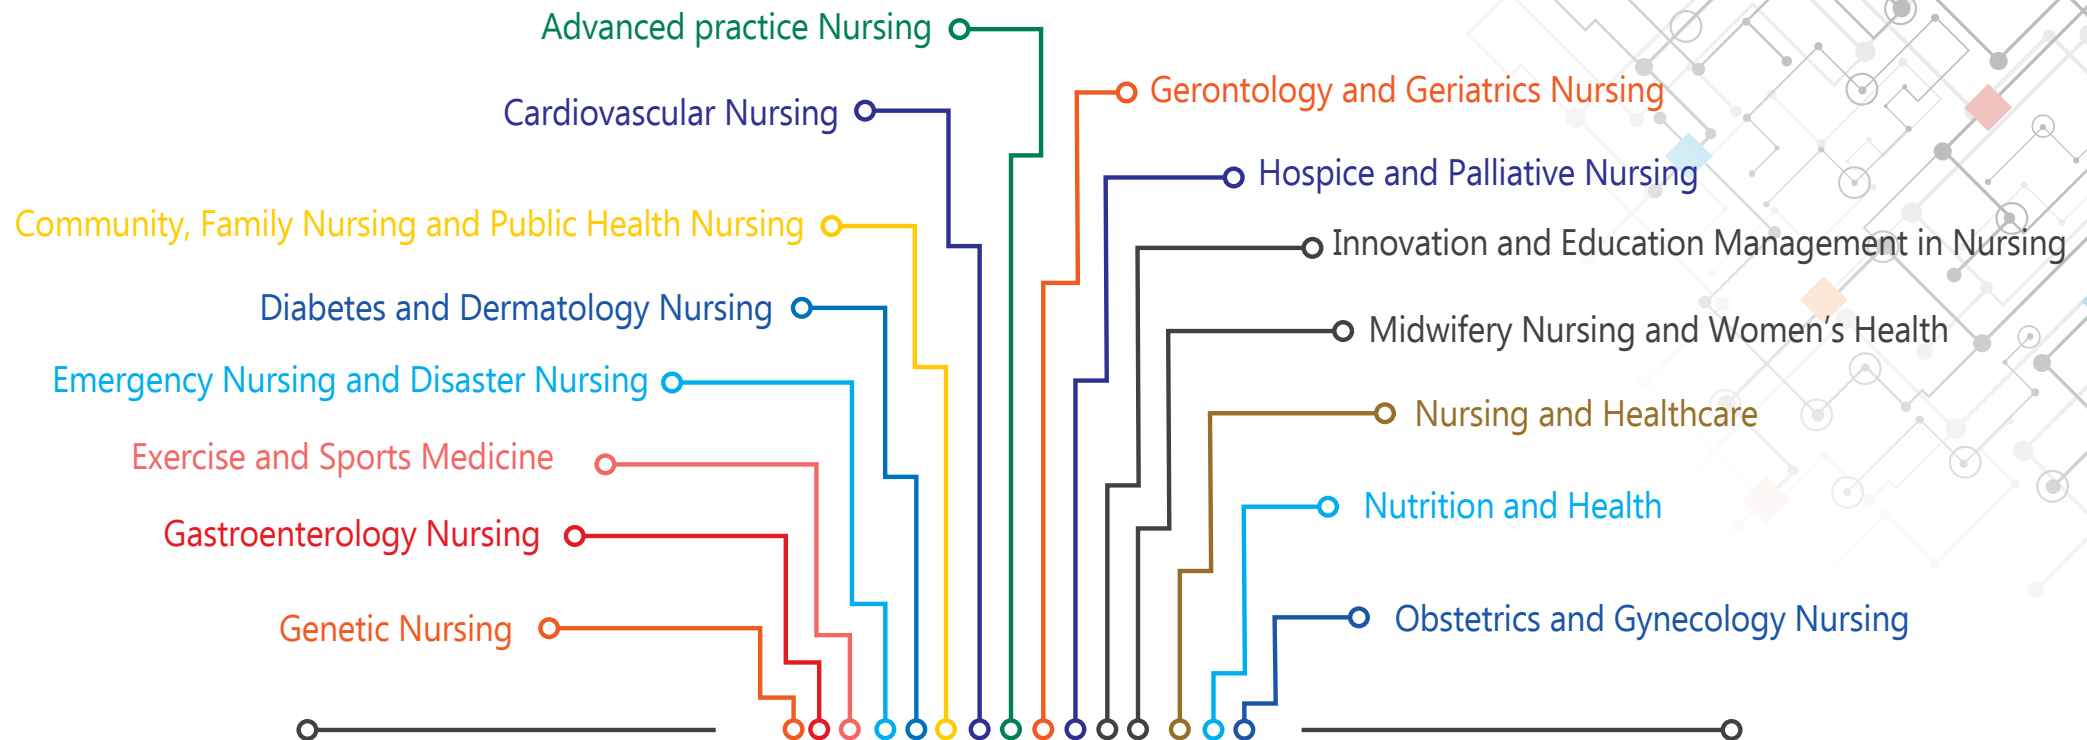 Advanced practice Nursing
Cardiovascular Nursing
Community, Family Nursing and Public Health Nursing
Diabetes and Dermatology Nursing
Emergency Nursing and Disaster Nursing
Exercise and Sports Medicine
Gastroenterology Nursing
Genetic Nursing
Gerontology and Geriatrics Nursing
Hospice and Palliative Nursing
Innovation and Education Management in Nursing
Midwifery Nursing and Women’s Health
Nursing and Healthcare
Nutrition and Health
Obstetrics and Gynecology Nursing